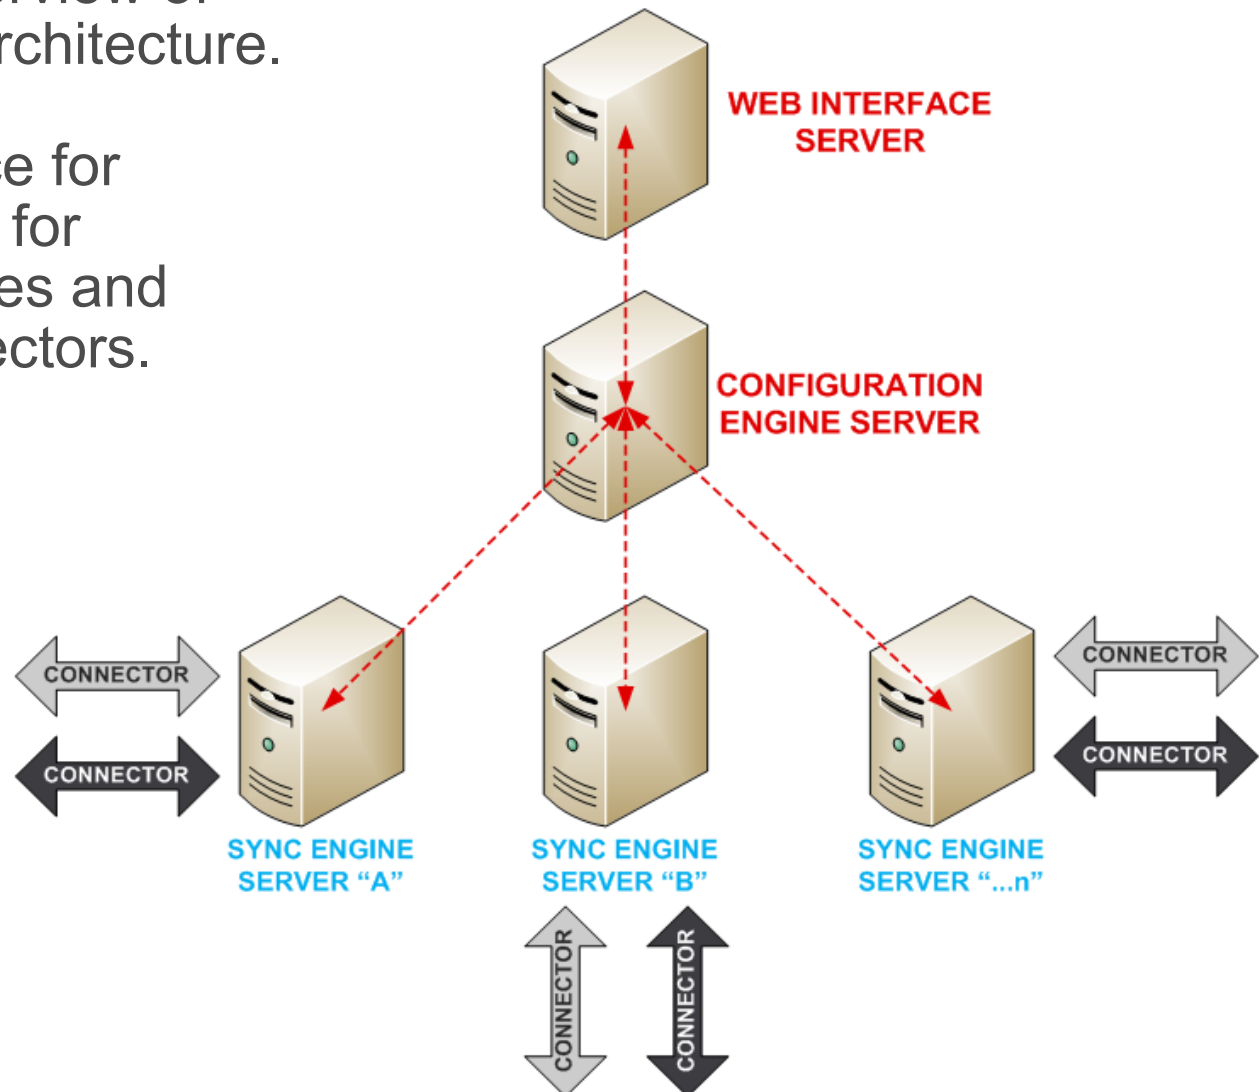 rchitecture.
ce for
for
es and
ectors.
WEB INTERFACE
SERVER
CONFIGURATION
ENGINE SERVER
CONNECTOR
CONNECTOR
CONNECTOR
CONNECTOR
SYNC ENGINE
SERVER “A”
SYNC ENGINE
SERVER “B”
SYNC ENGINE
SERVER “...n”
CONNECTOR
CONNECTOR